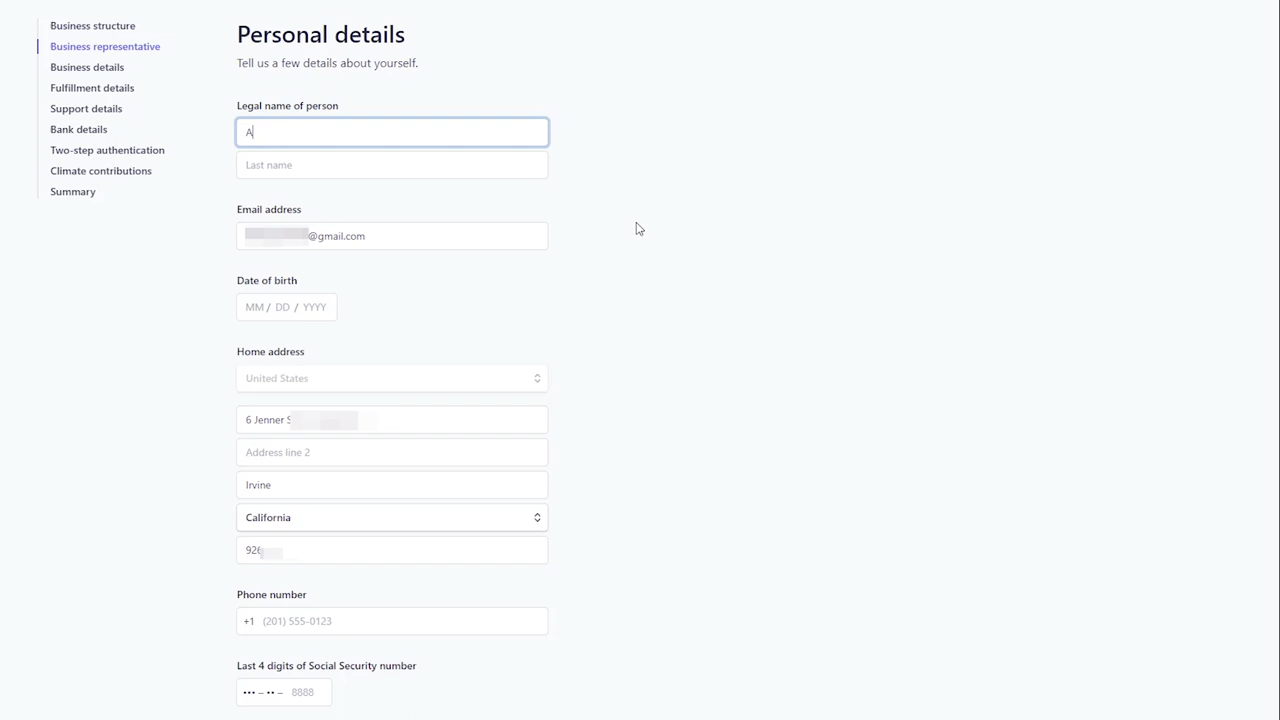 Business structure
Business representative
Business details
Fulfillment details
Support details
Bank details
Two-step authentication
Climate contributions
Summary
Personal details
Tell us a few details about yourself.
Legal name of person
A
Last name
Email address
@gmail.com
Date of birth
MM / DD / YYYY
Home address
United States
6 Jenner S
Address line 2
Irvine
California
926
Phone number
+1 (201) 555-0123
Last 4 digits of Social Security number
••• – •• – 8888